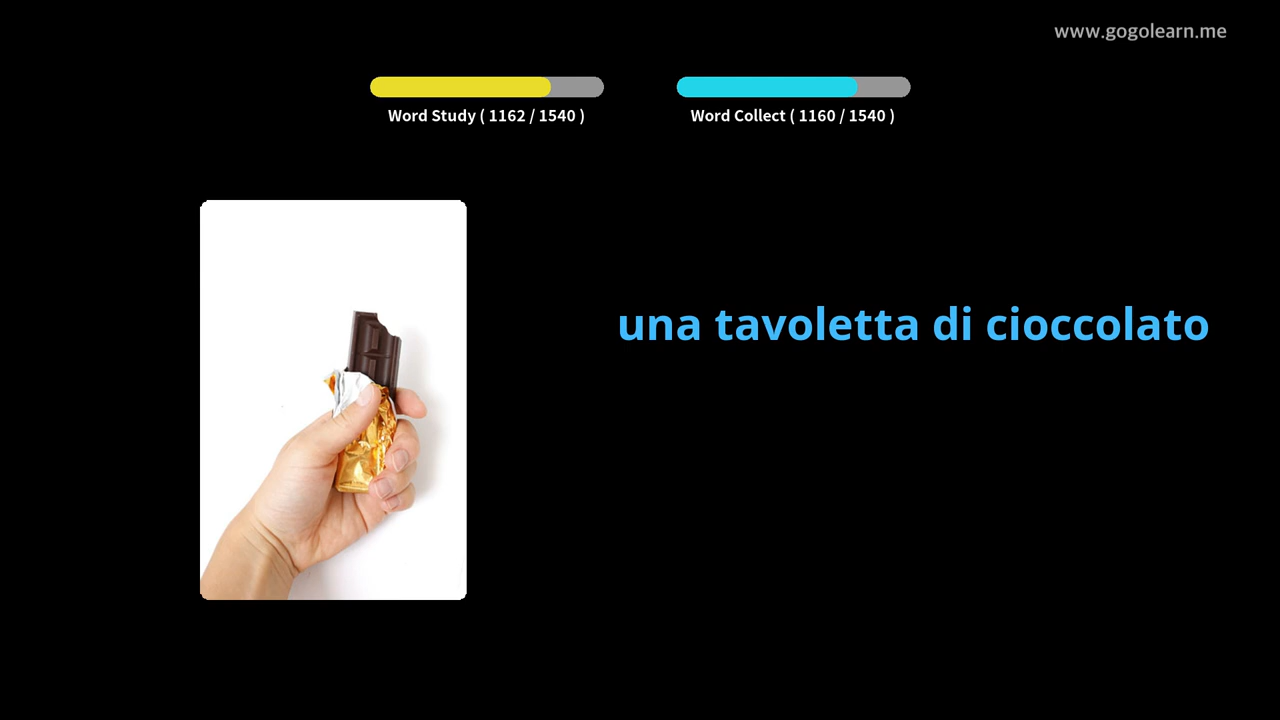 www.gogolearn.me
Word Study ( 1162 / 1540 )
Word Collect ( 1160 / 1540 )
una tavoletta di cioccolato